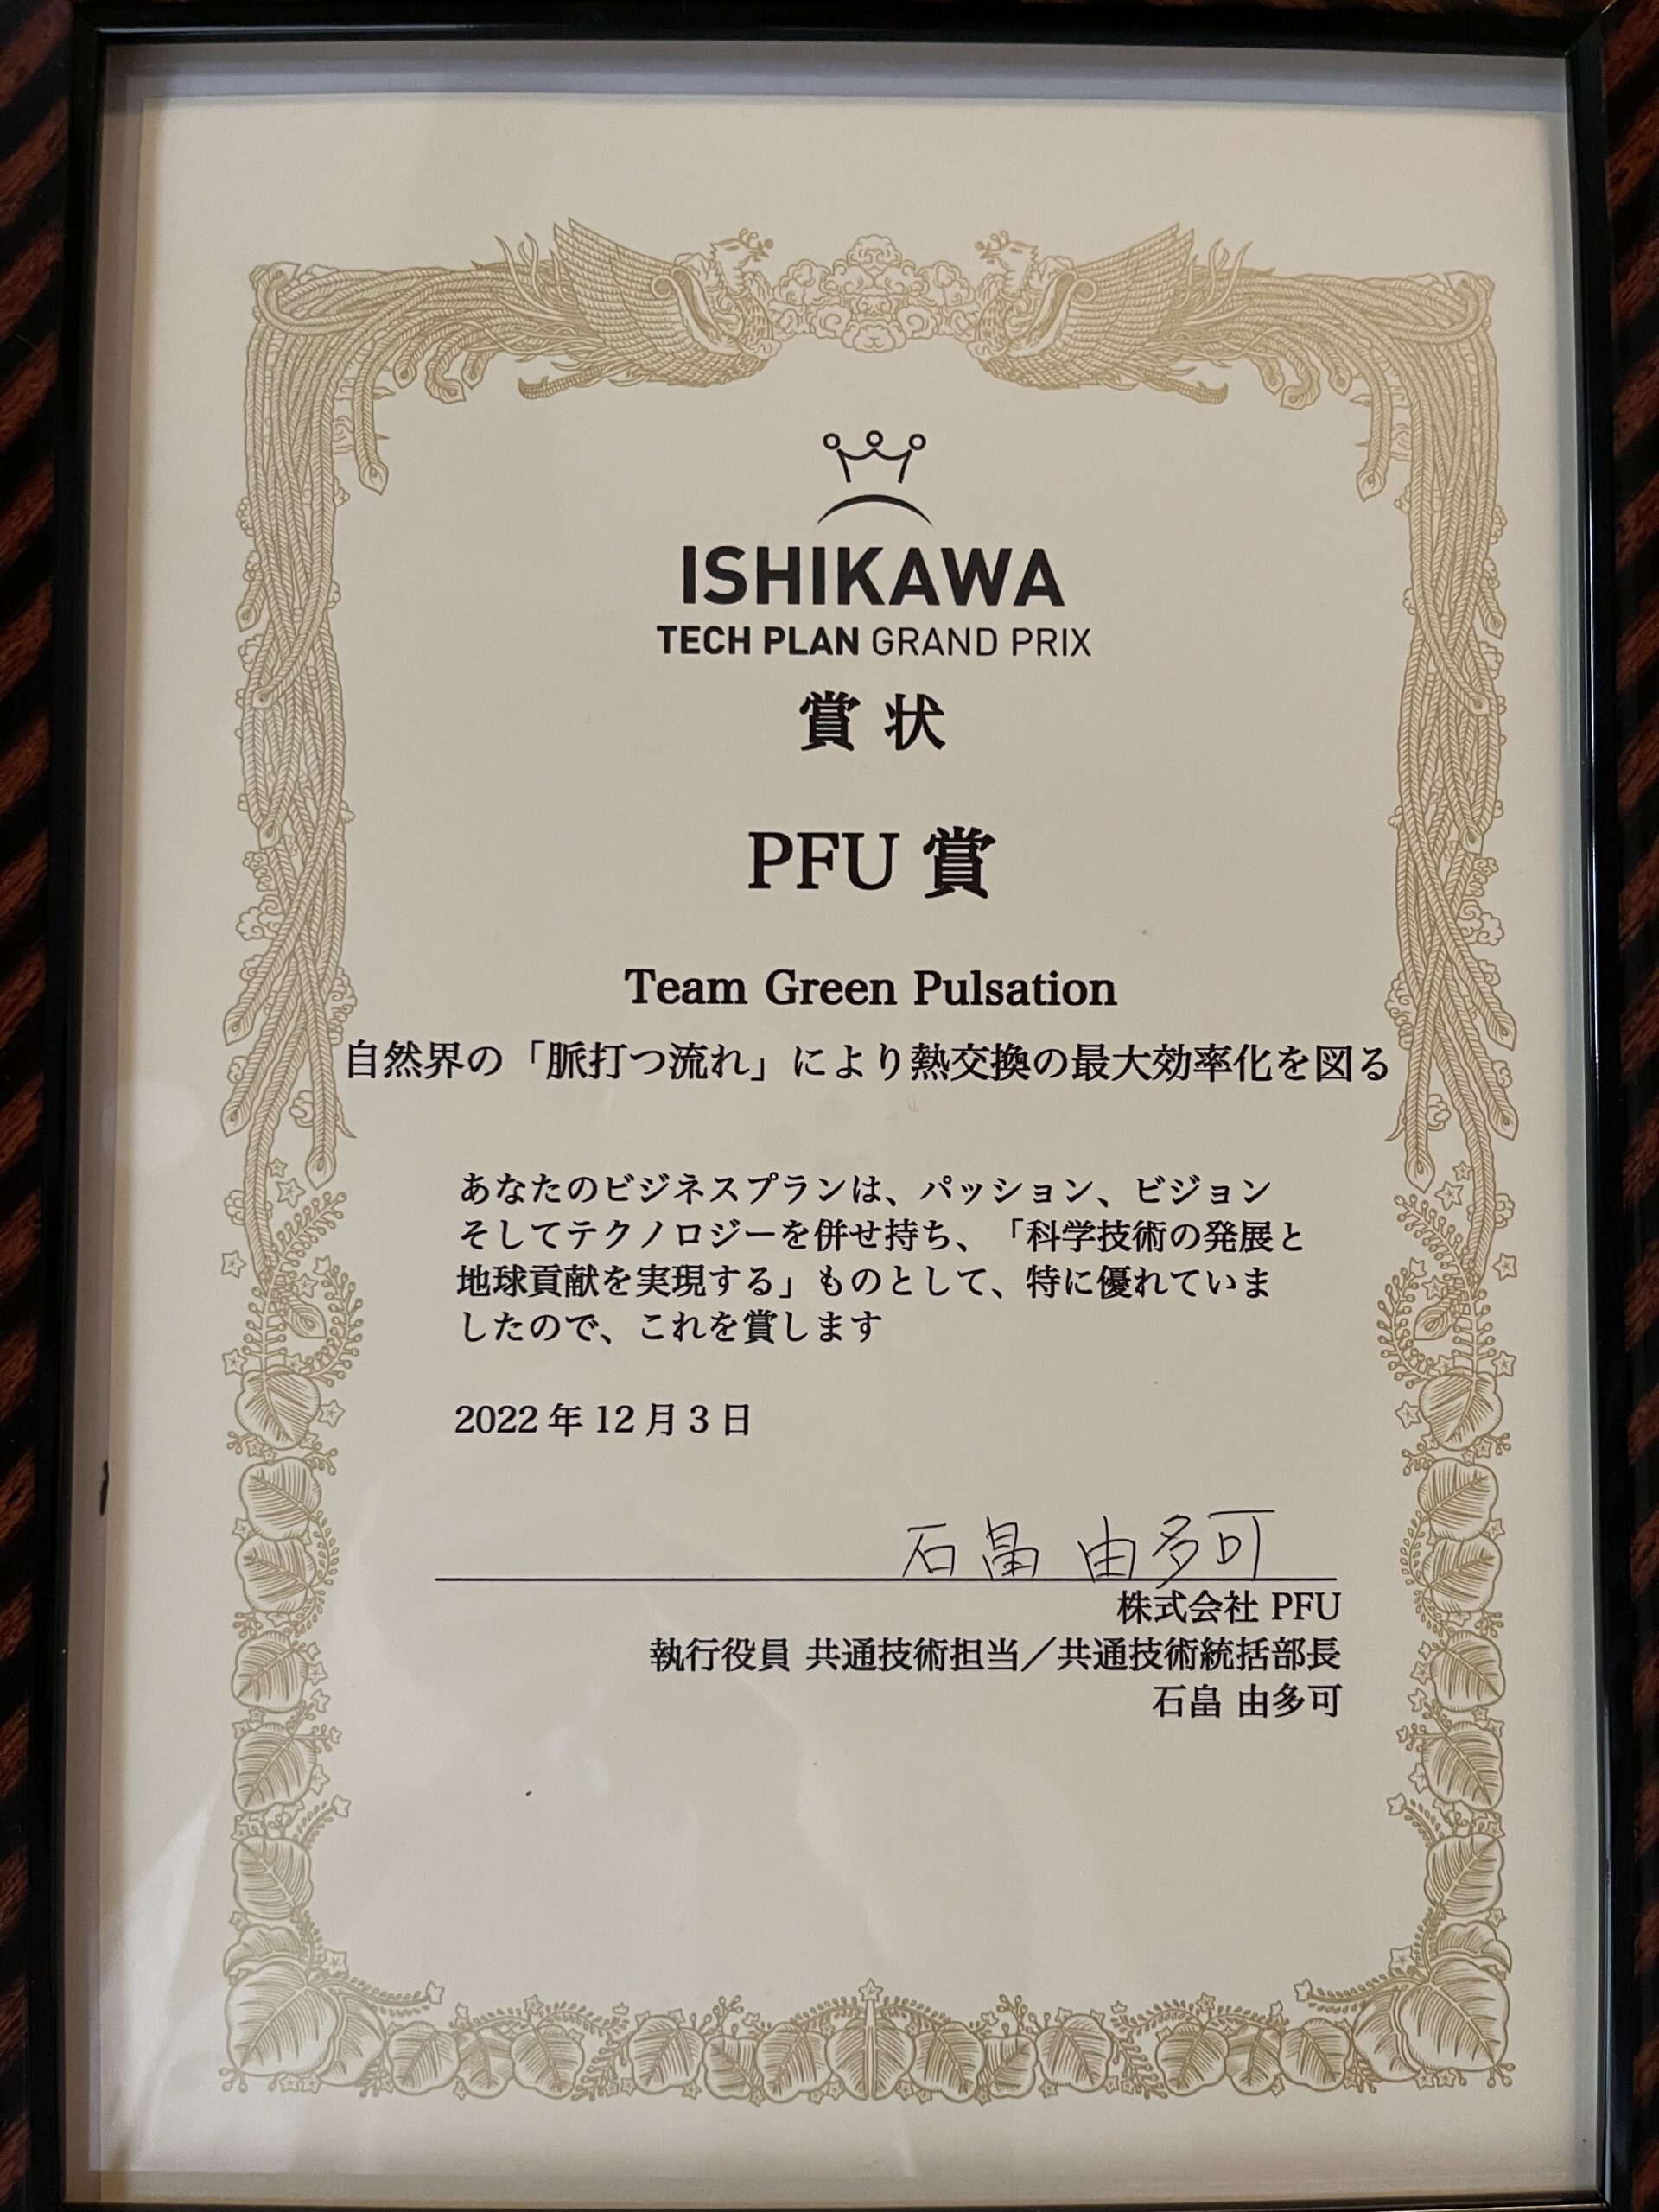 ISHIKAWA
TECH PLAN GRAND PRIX
賞状
PFU 賞
Team Green Pulsation
自然界の「脈打つ流れ」により熱交換の最大効率化を図る
あなたのビジネスプランは、パッション、ビジョン
そしてテクノロジーを併せ持ち、「科学技術の発展と
地球貢献を実現する」ものとして、特に優れていま
したので、これを賞します
2022 年 12 月 3 日
石畠 由多可
株式会社 PFU
執行役員 共通技術担当／共通技術統括部長
石畠 由多可